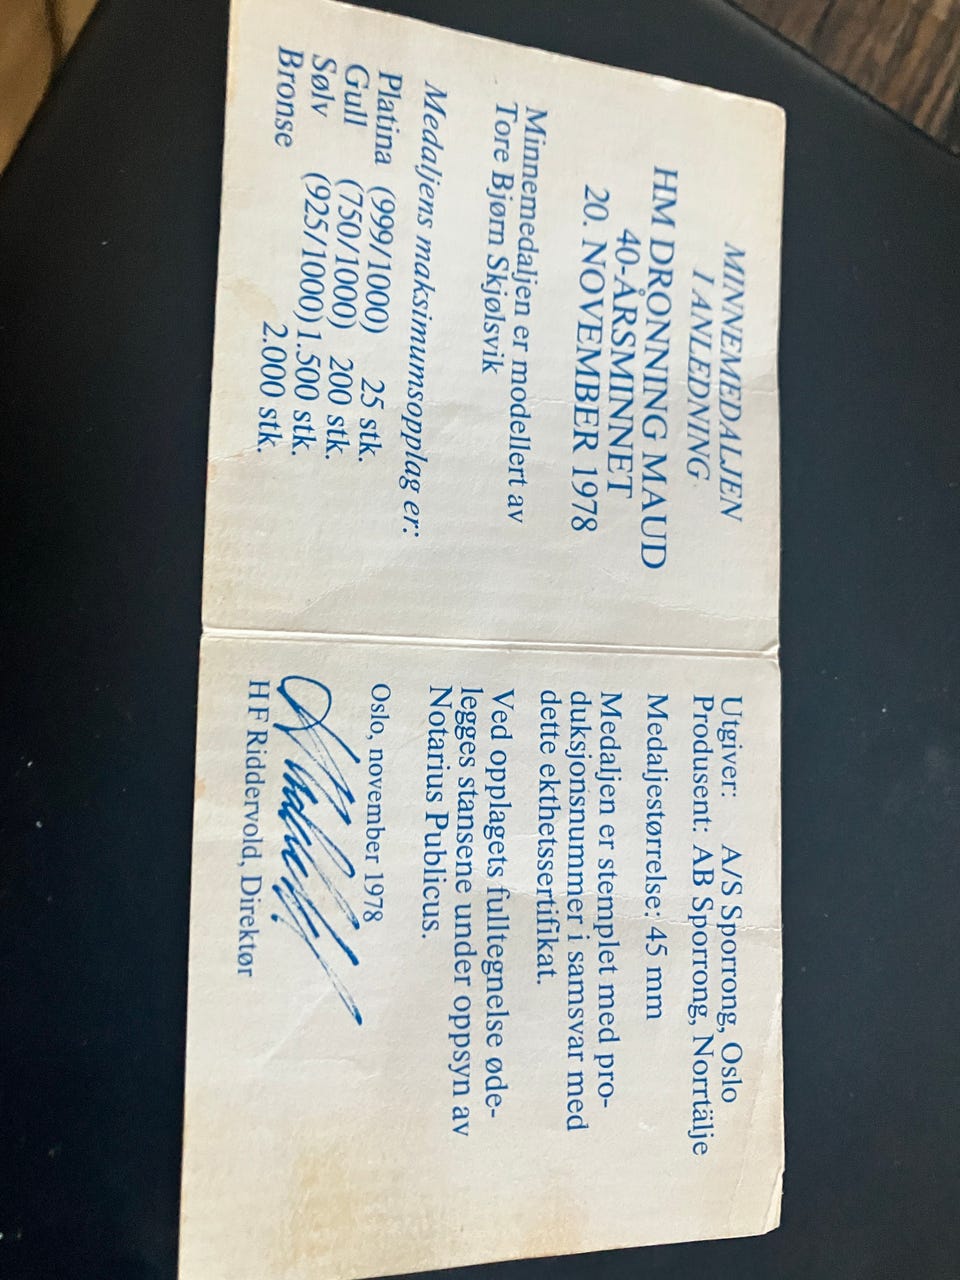 MINNEMEDALJEN
I ANLEDNING
HM DRONNING MAUD
40-ÅRSMINNET
20. NOVEMBER 1978
Minnemedaljen er modellert av
Tore Bjørn Skjølsvik
Medaljens maksimumsopplag er:
Platina (999/1000) 25 stk.
Gull (750/1000) 200 stk.
Sølv (925/1000) 1.500 stk.
Bronse 2.000 stk.
Utgiver: A/S Sporrong, Oslo
Produsent: AB Sporrong, Norrtälje
Medaljestørrelse: 45 mm
Medaljen er stemplet med pro-
duksjonsnummer i samsvar med
dette ekthetssertifikat.
Ved opplagets fulltegnelse øde-
legges stansene under oppsyn av
Notarius Publicus.
Oslo, november 1978
H F Riddervold, Direktør